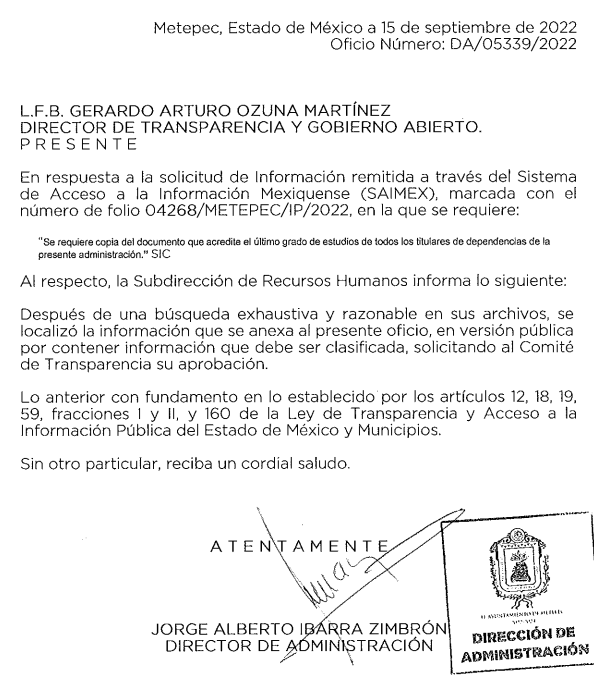 Metepec, Estado de México a 15 de septiembre de 2022
Oficio Número: DA/05339/2022
L.F.B. GERARDO ARTURO OZUNA MARTÍNEZ
DIRECTOR DE TRANSPARENCIA Y GOBIERNO ABIERTO.
P R E S E N T E
En respuesta a la solicitud de Información remitida a través del Sistema
de Acceso a la Información Mexiquense (SAIMEX), marcada con el
número de folio 04268/METEPEC/IP/2022, en la que se requiere:
"Se requiere copia del documento que acredite el último grado de estudios de todos los titulares de dependencias de la
presente administración." SIC
Al respecto, la Subdirección de Recursos Humanos informa lo siguiente:
Después de una búsqueda exhaustiva y razonable en sus archivos, se
localizó la información que se anexa al presente oficio, en versión pública
por contener información que debe ser clasificada, solicitando al Comité
de Transparencia su aprobación.
Lo anterior con fundamento en lo establecido por los artículos 12, 18, 19,
59, fracciones I y II, y 160 de la Ley de Transparencia y Acceso a la
Información Pública del Estado de México y Municipios.
Sin otro particular, reciba un cordial saludo.
A T E N T A M E N T E
JORGE ALBERTO IBARRA ZIMBRÓN
DIRECTOR DE ADMINISTRACIÓN
DIRECCIÓN DE
ADMINISTRACIÓN